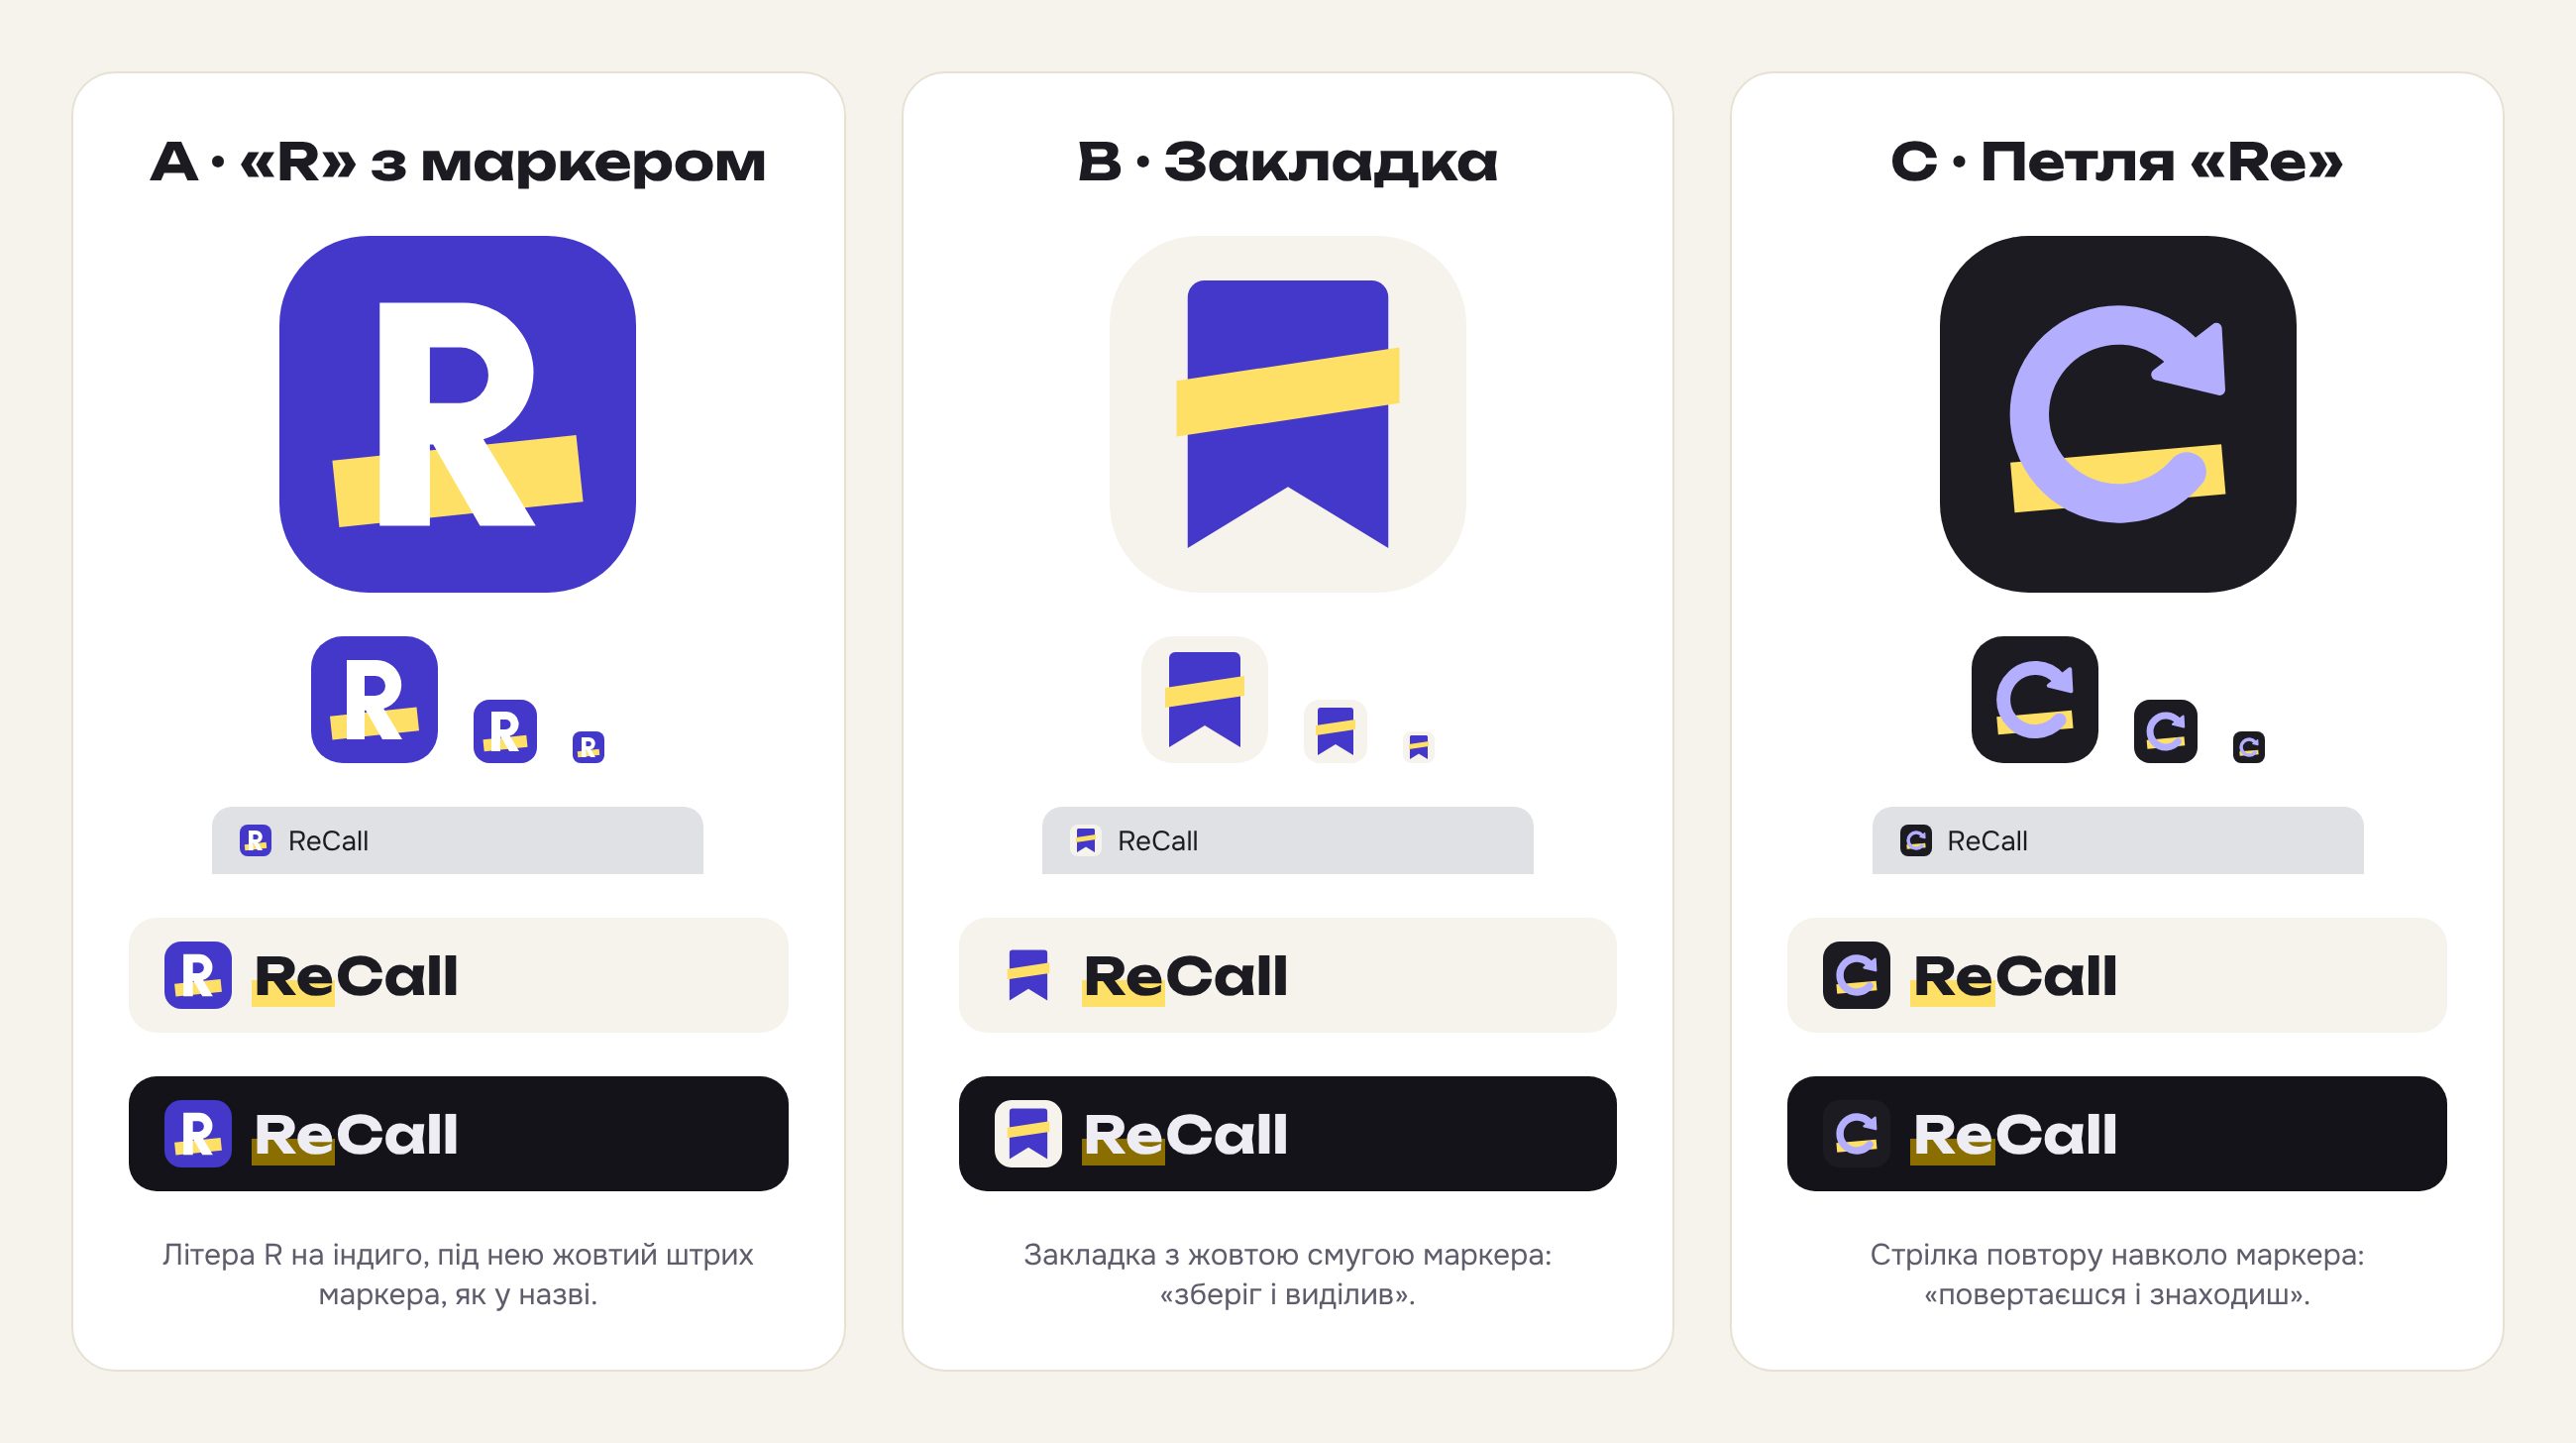 A · «R» з маркером
R
R
R
R
R ReCall
R ReCall
R ReCall
Літера R на індиго, під нею жовтий штрих
маркера, як у назві.
B · Закладка
ReCall
ReCall
ReCall
Закладка з жовтою смугою маркера:
«зберіг і виділив».
C · Петля «Re»
ReCall
ReCall
ReCall
Стрілка повтору навколо маркера:
«повертаєшся і знаходиш».